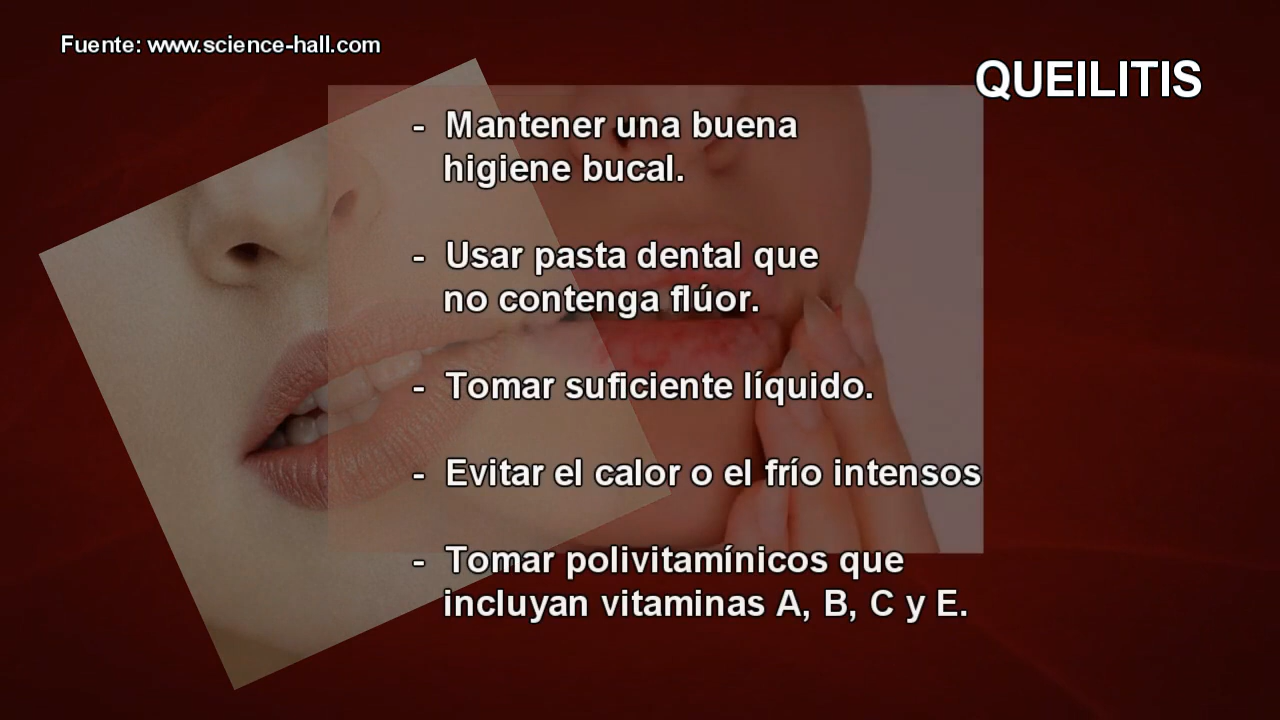 Fuente: www.science-hall.com
QUEILITIS
- Mantener una buena
higiene bucal.
- Usar pasta dental que
no contenga flúor.
- Tomar suficiente líquido.
- Evitar el calor o el frío intensos
- Tomar polivitamínicos que
incluyan vitaminas A, B, C y E.